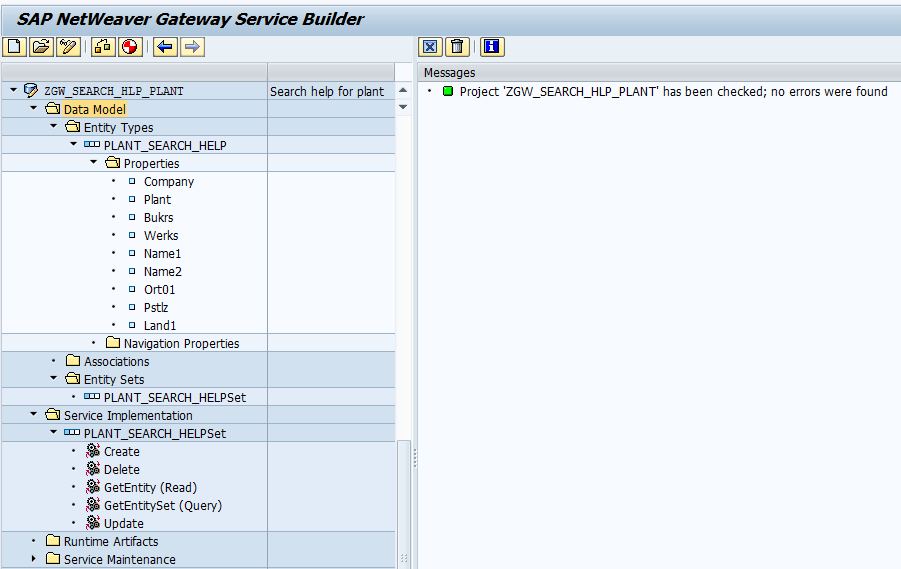 SAP NetWeaver Gateway Service Builder
Messages
ZGW_SEARCH_HLP_PLANT Search help for plant
Project 'ZGW_SEARCH_HLP_PLANT' has been checked; no errors were found
Data Model
Entity Types
PLANT_SEARCH_HELP
Properties
Company
Plant
Bukrs
Werks
Name1
Name2
Ort01
Pstlz
Land1
Navigation Properties
Associations
Entity Sets
PLANT_SEARCH_HELPSet
Service Implementation
PLANT_SEARCH_HELPSet
Create
Delete
GetEntity (Read)
GetEntitySet (Query)
Update
Runtime Artifacts
Service Maintenance